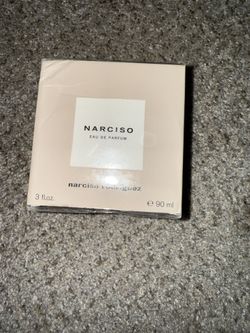 NARCISO
EAU DE PARFUM
narciso rodriguez
3 fl.oz. e 90 ml